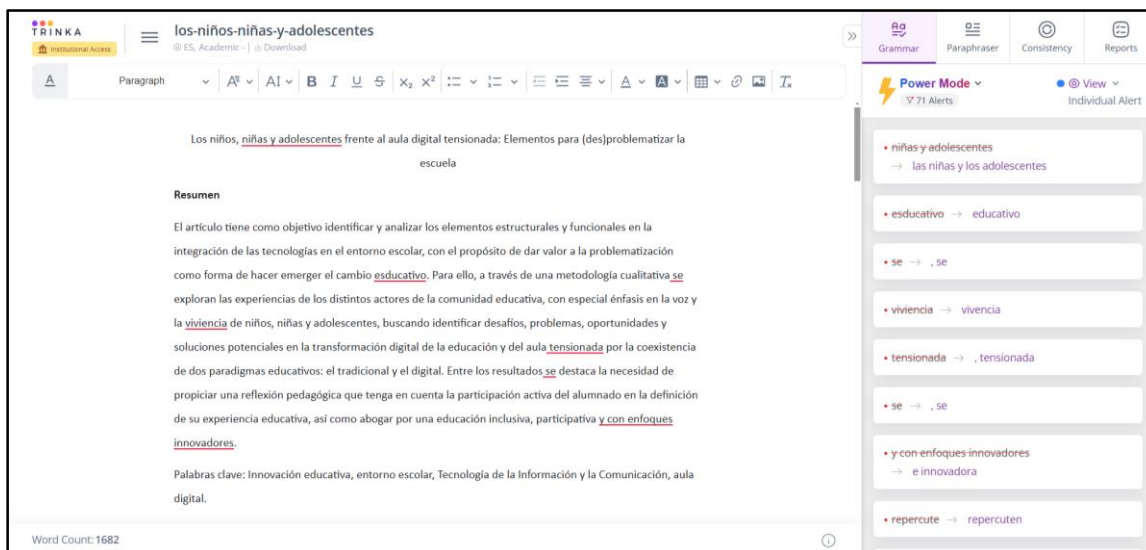 TRINKA
Institutional Access
los-niños-niñas-y-adolescentes
ES, Academic - | Download
Grammar
Paraphraser
Consistency
Reports
Paragraph
Power Mode
71 Alerts
View
Individual Alert
Los niños, niñas y adolescentes frente al aula digital tensionada: Elementos para (des)problematizar la
escuela
Resumen
El artículo tiene como objetivo identificar y analizar los elementos estructurales y funcionales en la
integración de las tecnologías en el entorno escolar, con el propósito de dar valor a la problematización
como forma de hacer emerger el cambio esducativo. Para ello, a través de una metodología cualitativa se
exploran las experiencias de los distintos actores de la comunidad educativa, con especial énfasis en la voz y
la viviencia de niños, niñas y adolescentes, buscando identificar desafíos, problemas, oportunidades y
soluciones potenciales en la transformación digital de la educación y del aula tensionada por la coexistencia
de dos paradigmas educativos: el tradicional y el digital. Entre los resultados se destaca la necesidad de
propiciar una reflexión pedagógica que tenga en cuenta la participación activa del alumnado en la definición
de su experiencia educativa, así como abogar por una educación inclusiva, participativa y con enfoques
innovadores.
Palabras clave: Innovación educativa, entorno escolar, Tecnología de la Información y la Comunicación, aula
digital.
niñas y adolescentes
→ las niñas y los adolescentes
esducativo → educativo
se → , se
viviencia → vivencia
tensionada → , tensionada
se → , se
y con enfoques innovadores
→ e innovadora
repercute → repercuten
Word Count: 1682